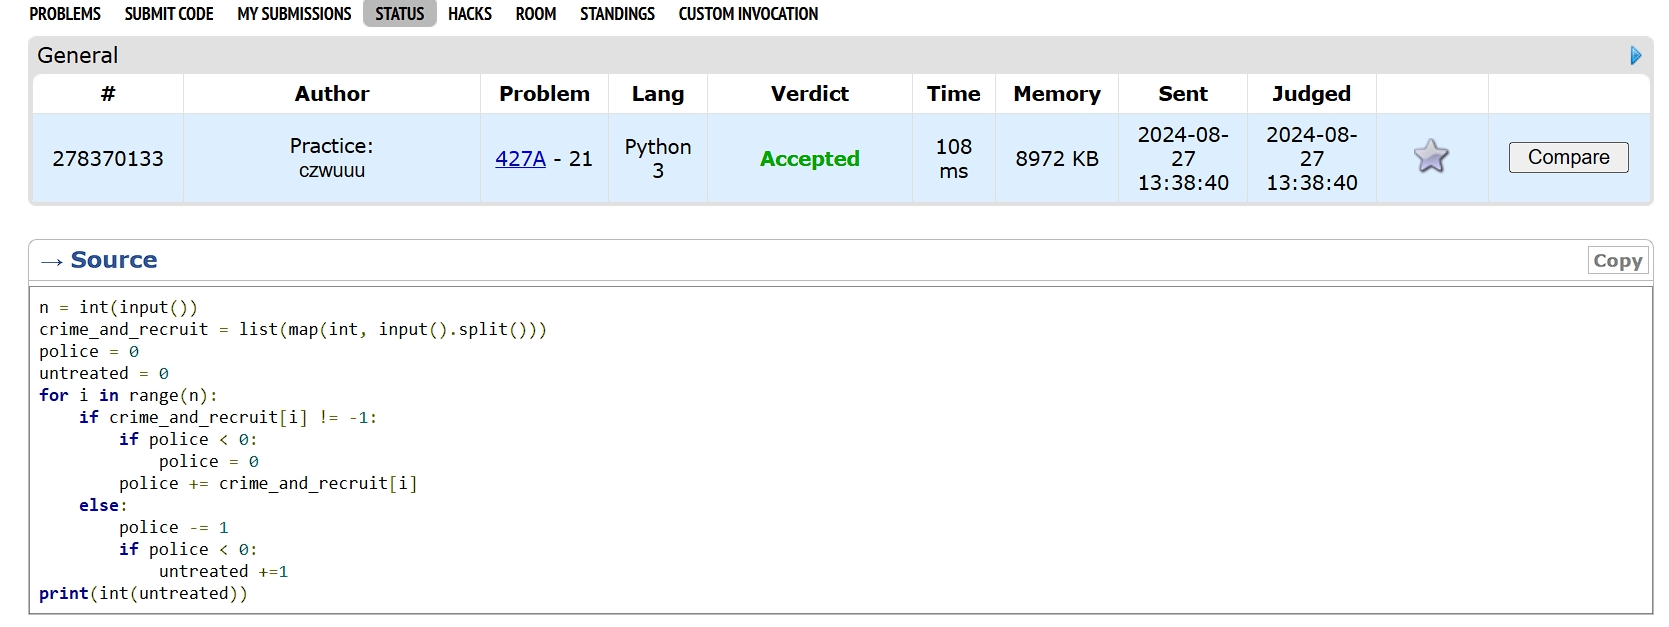 PROBLEMS SUBMIT CODE MY SUBMISSIONS STATUS HACKS ROOM STANDINGS CUSTOM INVOCATION
General
# Author Problem Lang Verdict Time Memory Sent Judged
278370133 Practice: czwuuu 427A - 21 Python 3 Accepted 108 ms 8972 KB 2024-08-27 13:38:40 2024-08-27 13:38:40 Compare
→ Source Copy
n = int(input())
crime_and_recruit = list(map(int, input().split()))
police = 0
untreated = 0
for i in range(n):
    if crime_and_recruit[i] != -1:
        if police < 0:
            police = 0
        police += crime_and_recruit[i]
    else:
        police -= 1
        if police < 0:
            untreated +=1
print(int(untreated))